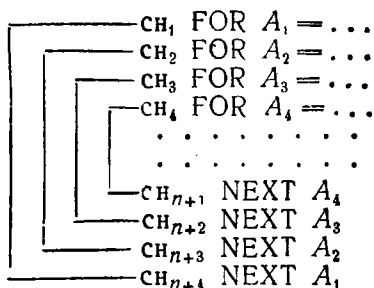 CH₁ FOR A₁ = ...
CH₂ FOR A₂ = ...
CH₃ FOR A₃ = ...
CH₄ FOR A₄ = ...
. . . . . . . .
. . . . . . . .
CHₙ₊₁ NEXT A₄
CHₙ₊₂ NEXT A₃
CHₙ₊₃ NEXT A₂
CHₙ₊₄ NEXT A₁